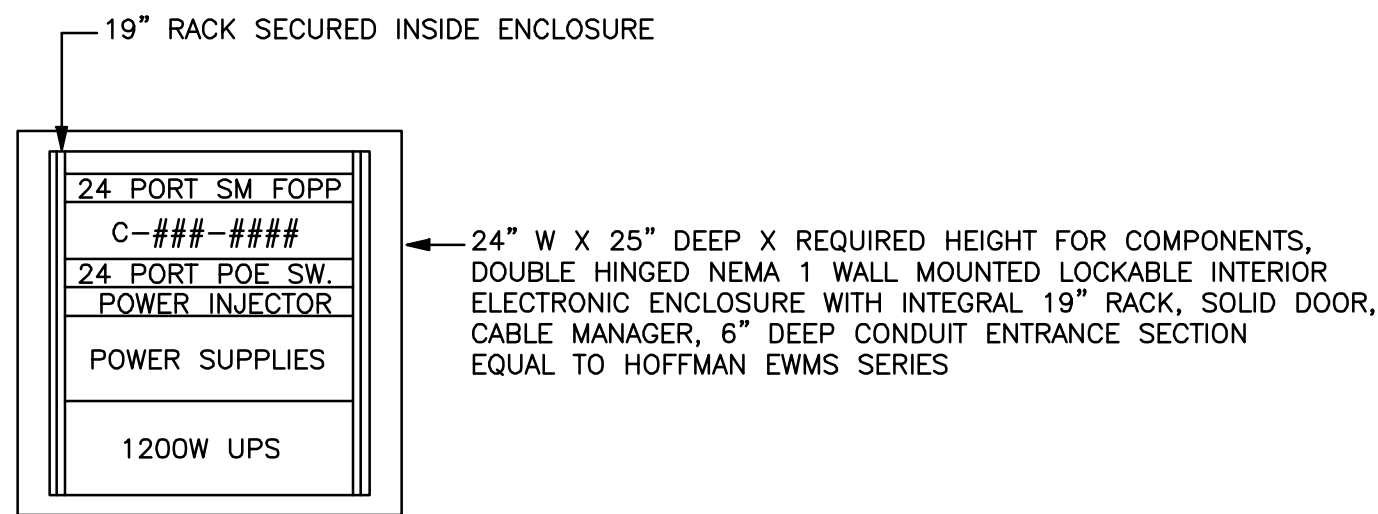 19" RACK SECURED INSIDE ENCLOSURE
24 PORT SM FOPP
C-###-####
24 PORT POE SW.
POWER INJECTOR
POWER SUPPLIES
1200W UPS
24" W X 25" DEEP X REQUIRED HEIGHT FOR COMPONENTS,
DOUBLE HINGED NEMA 1 WALL MOUNTED LOCKABLE INTERIOR
ELECTRONIC ENCLOSURE WITH INTEGRAL 19" RACK, SOLID DOOR,
CABLE MANAGER, 6" DEEP CONDUIT ENTRANCE SECTION
EQUAL TO HOFFMAN EWMS SERIES